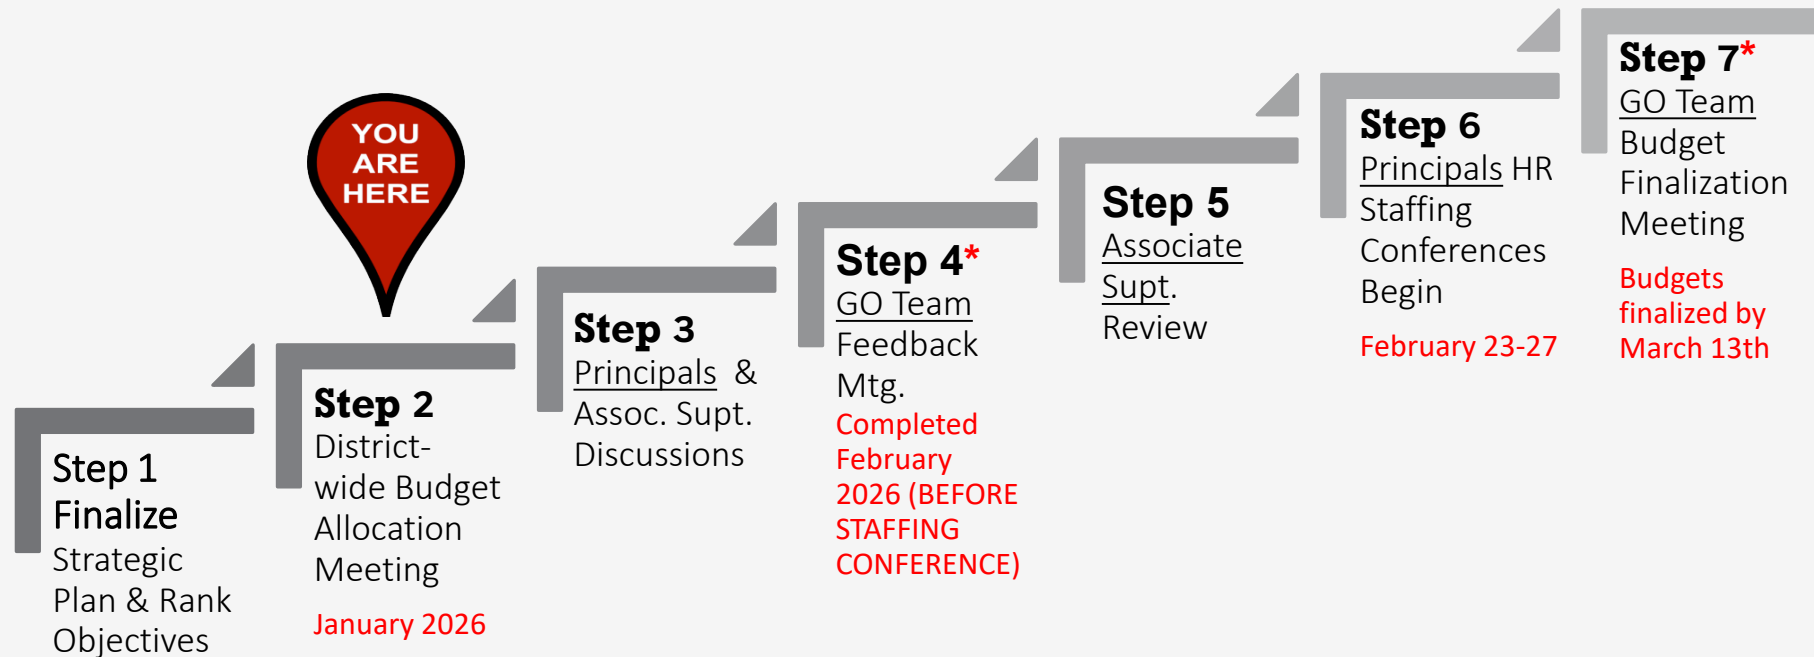 YOU
ARE
HERE
Step 1
Finalize
Strategic
Plan & Rank
Objectives
Step 2
District-
wide Budget
Allocation
Meeting
January 2026
Step 3
Principals &
Assoc. Supt.
Discussions
Step 4*
GO Team
Feedback
Mtg.
Completed
February
2026 (BEFORE
STAFFING
CONFERENCE)
Step 5
Associate
Supt.
Review
Step 6
Principals HR
Staffing
Conferences
Begin
February 23-27
Step 7*
GO Team
Budget
Finalization
Meeting
Budgets
finalized by
March 13th